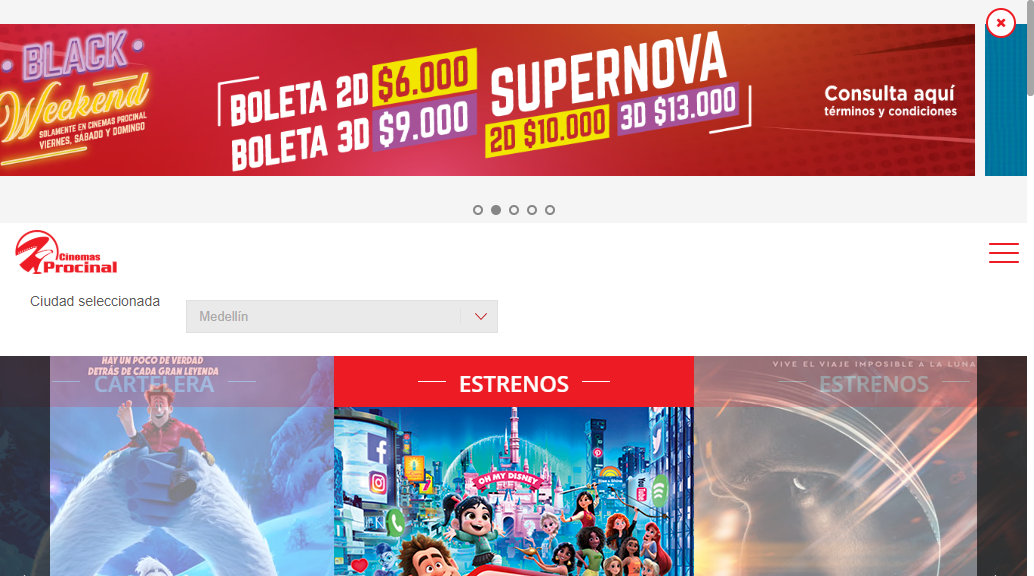 BLACK
Weekend
SOLAMENTE EN CINEMAS PROCINAL
VIERNES, SÁBADO Y DOMINGO
BOLETA 2D $6.000
BOLETA 3D $9.000
SUPERNOVA
2D $10.000 3D $13.000
Consulta aquí
términos y condiciones
Cinemas
Procinal
Ciudad seleccionada
Medellín
HAY UN POCO DE VERDAD
DETRÁS DE CADA GRAN LEYENDA
CARTELERA
ESTRENOS
VIVE EL VIAJE IMPOSIBLE A LA LUNA
ESTRENOS
OH MY DISNEY